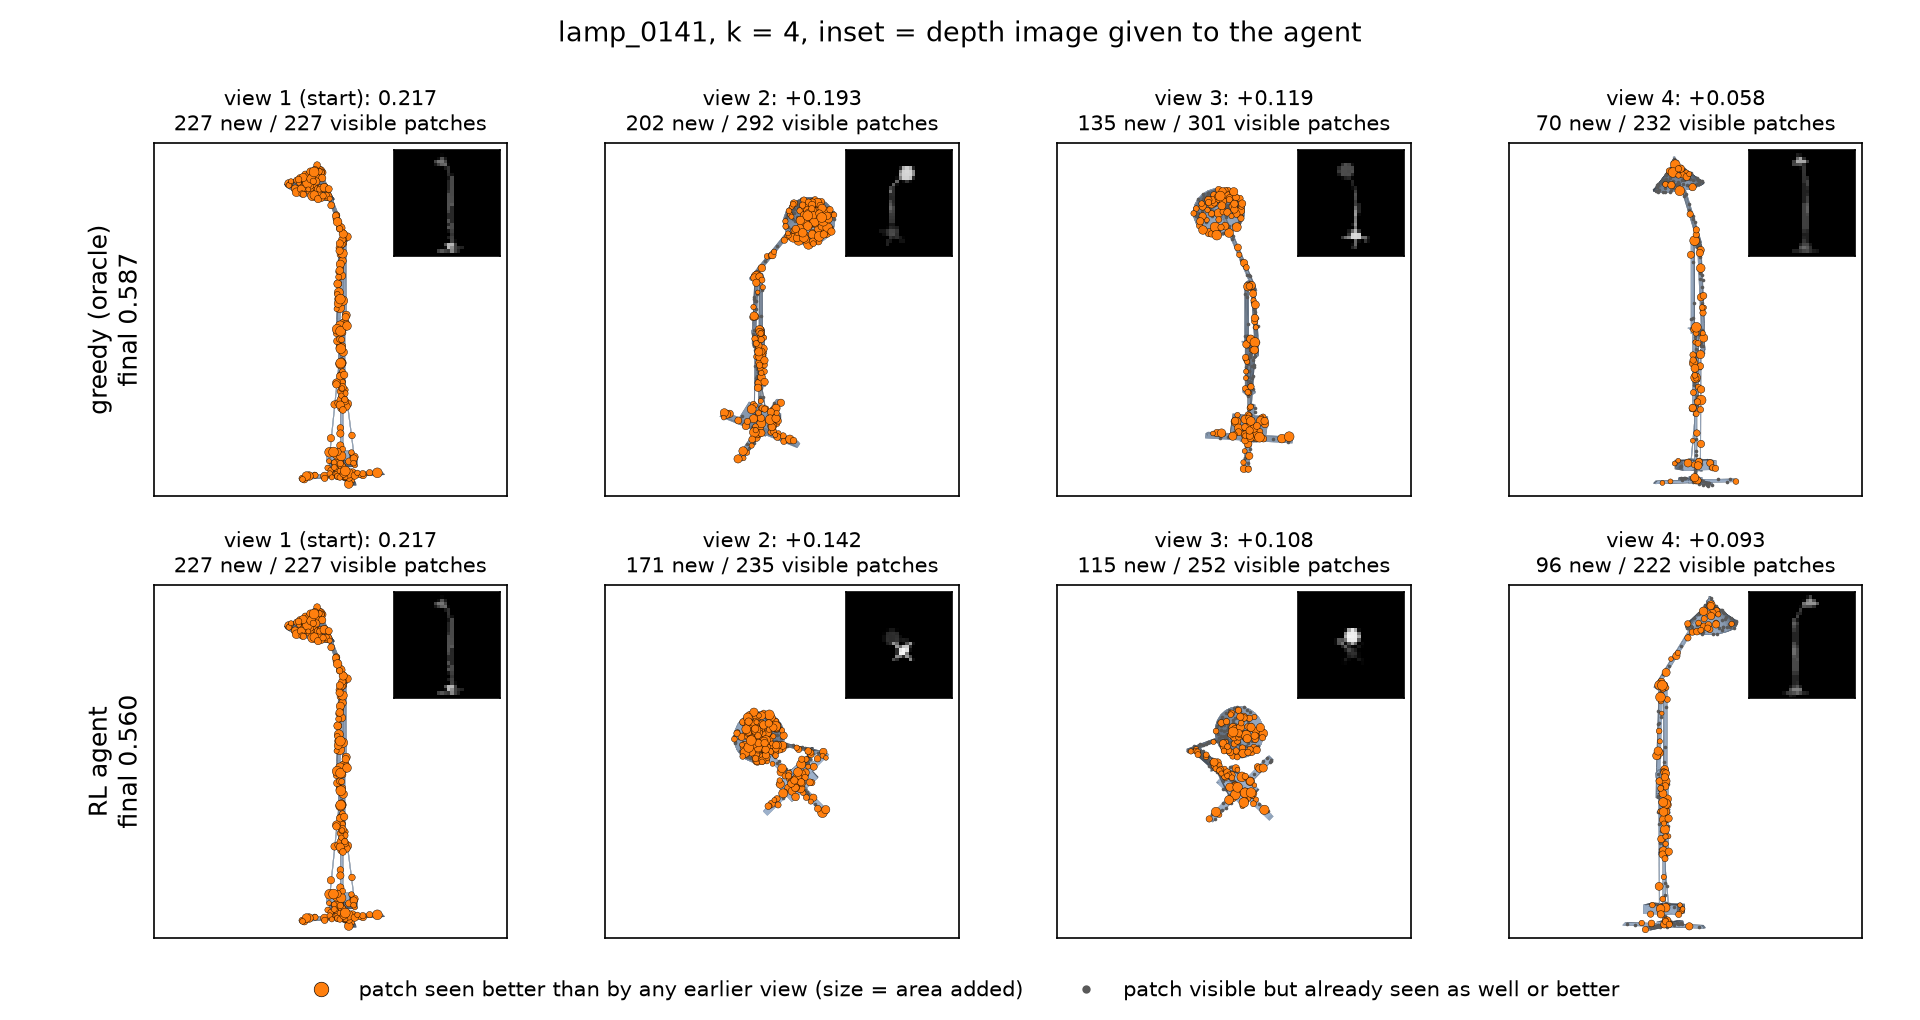 lamp_0141, k = 4, inset = depth image given to the agent
greedy (oracle)
final 0.587
view 1 (start): 0.217
227 new / 227 visible patches
view 2: +0.193
202 new / 292 visible patches
view 3: +0.119
135 new / 301 visible patches
view 4: +0.058
70 new / 232 visible patches
RL agent
final 0.560
view 1 (start): 0.217
227 new / 227 visible patches
view 2: +0.142
171 new / 235 visible patches
view 3: +0.108
115 new / 252 visible patches
view 4: +0.093
96 new / 222 visible patches
patch seen better than by any earlier view (size = area added)
patch visible but already seen as well or better